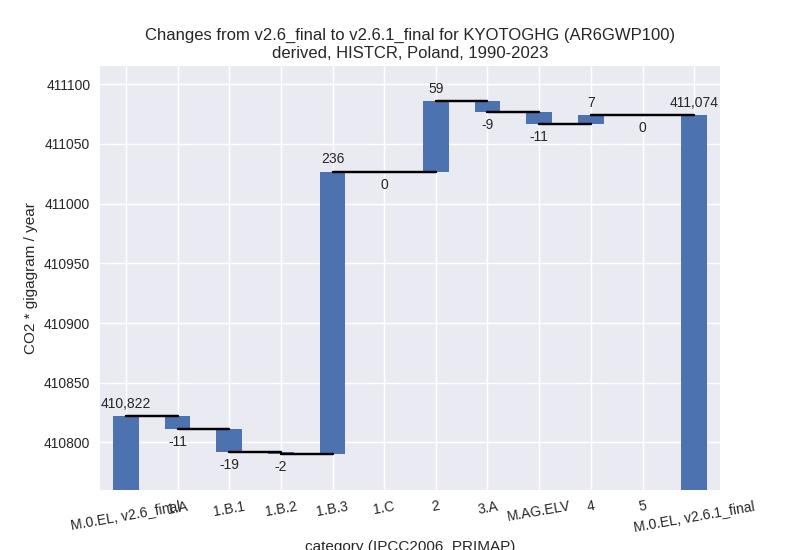 Changes from v2.6_final to v2.6.1_final for KYOTOGHG (AR6GWP100)
derived, HISTCR, Poland, 1990-2023
411100
411050
411000
410950
410900
410850
410800
CO2 * gigagram / year
410,822
-11
-19
-2
236
0
59
-9
-11
7
0
411,074
M.0.EL, v2.6_final
1.A
1.B.1
1.B.2
1.B.3
1.C
2
3.A
M.AG.ELV
4
5
M.0.EL, v2.6.1_final
category (IPCC2006_PRIMAP)